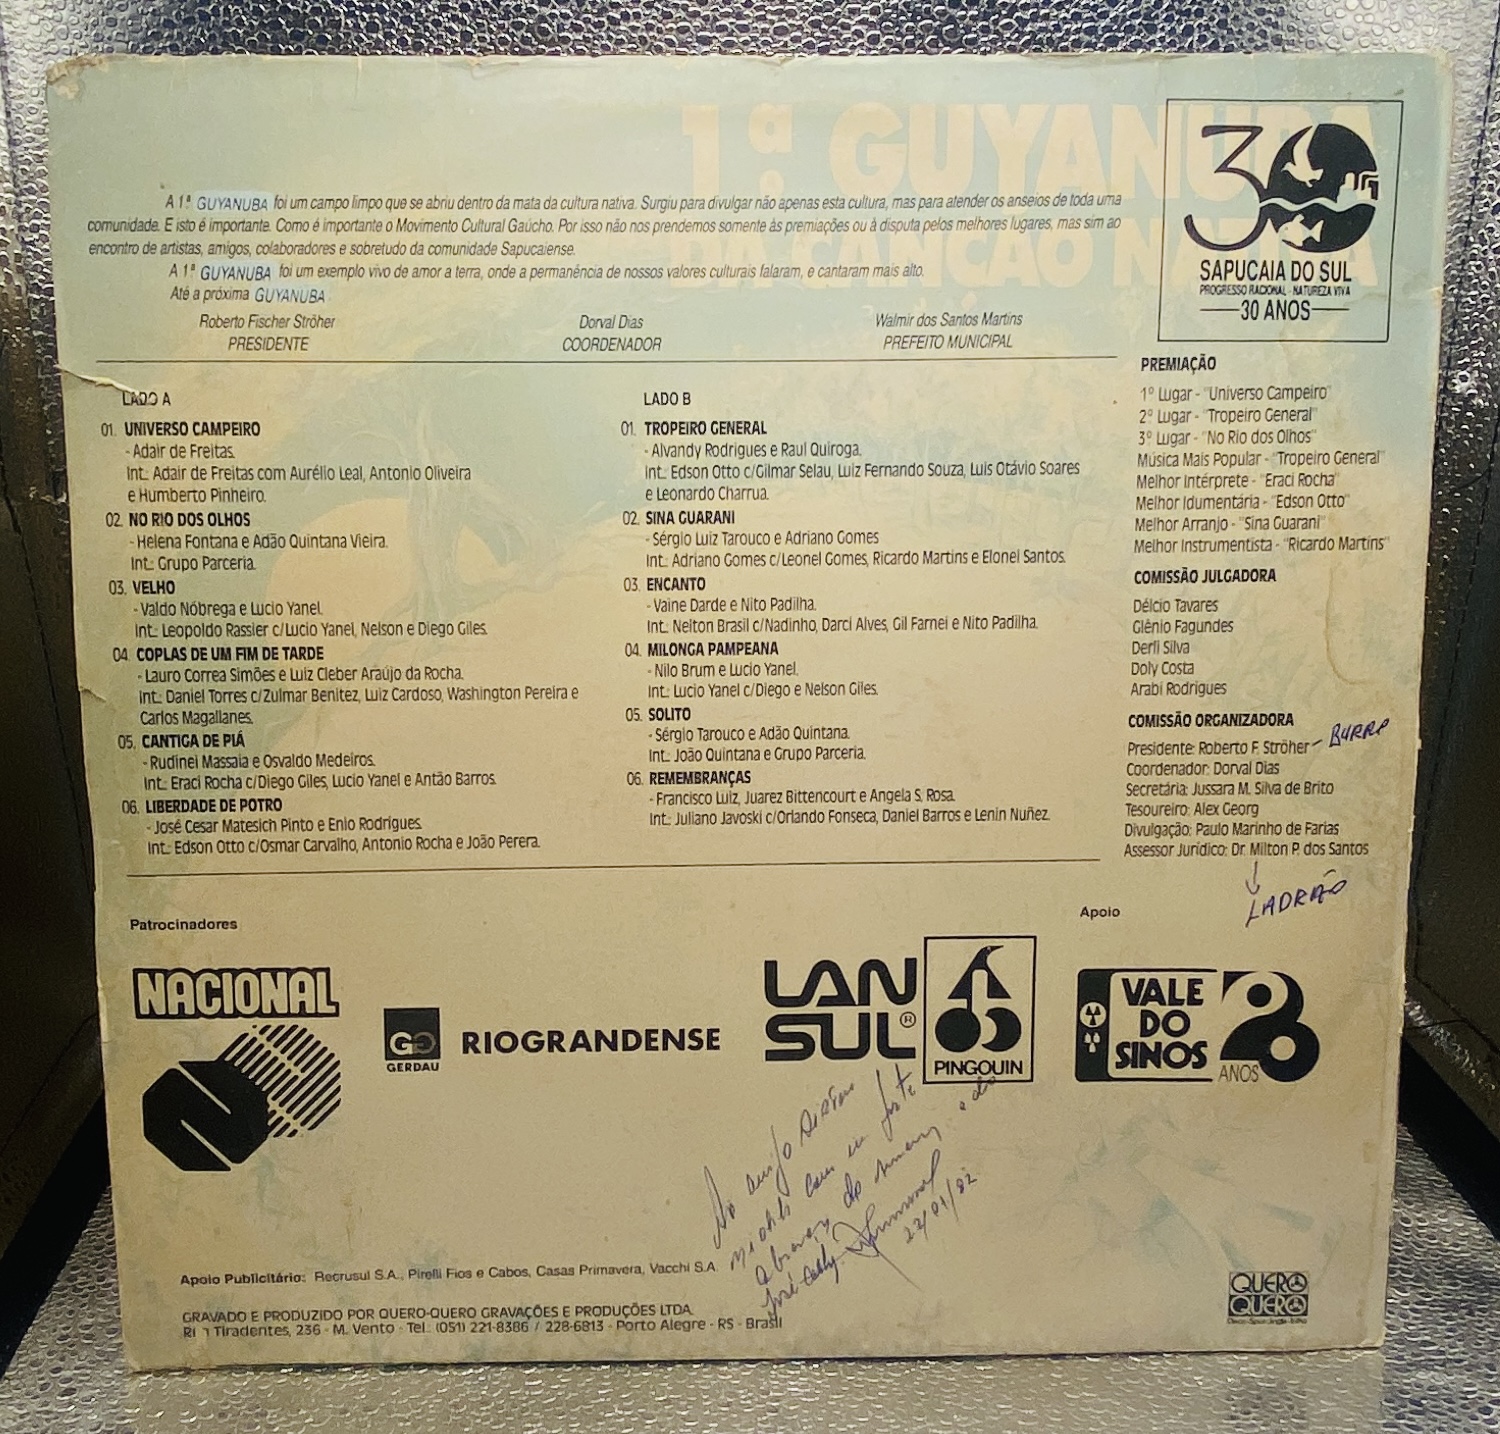 1ª GUYANUBA
DA CANÇÃO NATIVA
A 1ª GUYANUBA foi um campo limpo que se abriu dentro da mata da cultura nativa. Surgiu para divulgar não apenas esta cultura, mas para atender os anseios de toda uma
comunidade. E isto é importante. Como é importante o Movimento Cultural Gaúcho. Por isso não nos prendemos somente às premiações ou à disputa pelos melhores lugares, mas sim ao
encontro de artistas, amigos, colaboradores e sobretudo da comunidade Sapucaiense.
A 1ª GUYANUBA foi um exemplo vivo de amor a terra, onde a permanência de nossos valores culturais falaram, e cantaram mais alto.
Até a próxima GUYANUBA
Roberto Fischer Ströher
PRESIDENTE
Dorval Dias
COORDENADOR
Walmir dos Santos Martins
PREFEITO MUNICIPAL
30
SAPUCAIA DO SUL
PROGRESSO RACIONAL - NATUREZA VIVA
30 ANOS
LADO A
01. UNIVERSO CAMPEIRO
- Adair de Freitas.
Int.: Adair de Freitas com Aurélio Leal, Antonio Oliveira
e Humberto Pinheiro.
02. NO RIO DOS OLHOS
- Helena Fontana e Adão Quintana Vieira.
Int.: Grupo Parceria.
03. VELHO
- Valdo Nóbrega e Lucio Yanel.
Int.: Leopoldo Rassier c/Lucio Yanel, Nelson e Diego Giles.
04. COPLAS DE UM FIM DE TARDE
- Lauro Correa Simões e Luiz Cleber Araújo da Rocha.
Int.: Daniel Torres c/Zulmar Benitez, Luiz Cardoso, Washington Pereira e
Carlos Magallanes.
05. CANTIGA DE PIÁ
- Rudinei Massaia e Osvaldo Medeiros.
Int.: Eraci Rocha c/Diego Giles, Lucio Yanel e Antão Barros.
06. LIBERDADE DE POTRO
- José Cesar Matesich Pinto e Enio Rodrigues.
Int.: Edson Otto c/Osmar Carvalho, Antonio Rocha e João Perera.
LADO B
01. TROPEIRO GENERAL
- Alvandy Rodrigues e Raul Quiroga.
Int.: Edson Otto c/Gilmar Selau, Luiz Fernando Souza, Luis Otávio Soares
e Leonardo Charrua.
02. SINA GUARANI
- Sérgio Luiz Tarouco e Adriano Gomes
Int.: Adriano Gomes c/Leonel Gomes, Ricardo Martins e Elonei Santos.
03. ENCANTO
- Vaine Darde e Nito Padilha.
Int.: Nelton Brasil c/Nadinho, Darci Alves, Gil Farnei e Nito Padilha.
04. MILONGA PAMPEANA
- Nilo Brum e Lucio Yanel.
Int.: Lucio Yanel c/Diego e Nelson Giles.
05. SOLITO
- Sérgio Tarouco e Adão Quintana.
Int.: João Quintana e Grupo Parceria.
06. REMEMBRANÇAS
- Francisco Luiz, Juarez Bittencourt e Angela S. Rosa.
Int.: Juliano Javoski c/Orlando Fonseca, Daniel Barros e Lenin Nuñez.
PREMIAÇÃO
1º Lugar - "Universo Campeiro"
2º Lugar - "Tropeiro General"
3º Lugar - "No Rio dos Olhos"
Música Mais Popular - "Tropeiro General"
Melhor Intérprete - "Eraci Rocha"
Melhor Idumentária - "Edson Otto"
Melhor Arranjo - "Sina Guarani"
Melhor Instrumentista - "Ricardo Martins"
COMISSÃO JULGADORA
Délcio Tavares
Glênio Fagundes
Derli Silva
Doly Costa
Arabi Rodrigues
COMISSÃO ORGANIZADORA
Presidente: Roberto F. Ströher - BURRO
Coordenador: Dorval Dias
Secretária: Jussara M. Silva de Brito
Tesoureiro: Alex Georg
Divulgação: Paulo Marinho de Farias
Assessor Jurídico: Dr. Milton P. dos Santos
LADRÃO
Patrocinadores
Apoio
NACIONAL
GG
GERDAU
RIOGRANDENSE
LAN
SUL®
PINGOUIN
VALE
DO
SINOS
20
ANOS
Ao amigo
com um forte
abraço do
José
22/01/92
Apoio Publicitário: Recrusul S.A., Pirelli Fios e Cabos, Casas Primavera, Vacchi S.A.
GRAVADO E PRODUZIDO POR QUERO-QUERO GRAVAÇÕES E PRODUÇÕES LTDA.
Tiradentes, 236 - M. Vento - Tel.: (051) 221-8386 / 228-6813 - Porto Alegre - RS - Brasil
QUERO
QUERO